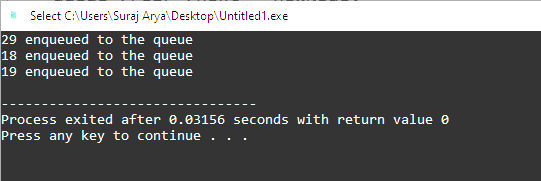 Select C:\Users\Suraj Arya\Desktop\Untitled1.exe
29 enqueued to the queue
18 enqueued to the queue
19 enqueued to the queue
--------------------------------
Process exited after 0.03156 seconds with return value 0
Press any key to continue . . .